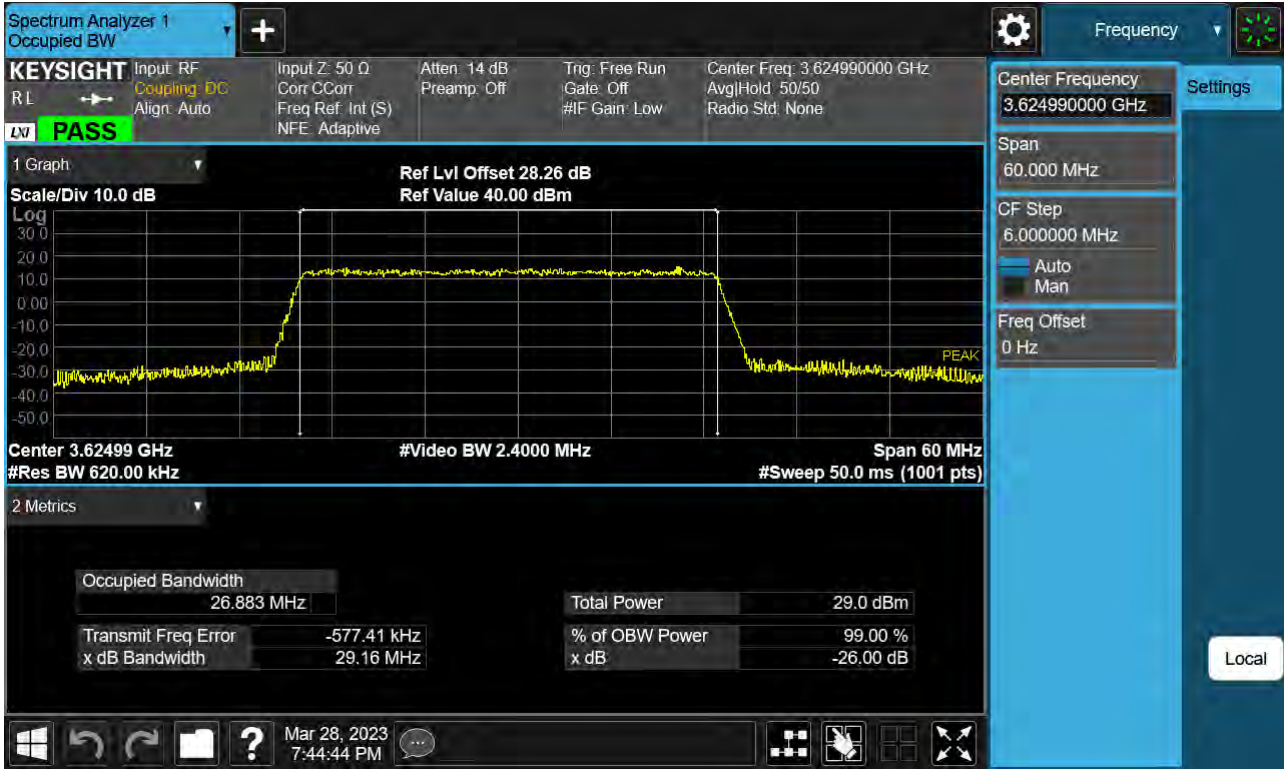 Spectrum Analyzer 1
Occupied BW
Frequency
KEYSIGHT
RL
LXI
PASS
Input: RF
Coupling: DC
Align: Auto
Input Z: 50 Ω
Corr CCorr
Freq Ref: Int (S)
NFE: Adaptive
Atten: 14 dB
Preamp: Off
Trig: Free Run
Gate: Off
#IF Gain: Low
Center Freq: 3.624990000 GHz
Avg|Hold: 50/50
Radio Std: None
1 Graph
Scale/Div 10.0 dB
Ref Lvl Offset 28.26 dB
Ref Value 40.00 dBm
Log
30.0
20.0
10.0
0.00
-10.0
-20.0
-30.0
-40.0
-50.0
PEAK
Center 3.62499 GHz
#Video BW 2.4000 MHz
Span 60 MHz
#Res BW 620.00 kHz
#Sweep 50.0 ms (1001 pts)
2 Metrics
Occupied Bandwidth
26.883 MHz
Total Power 29.0 dBm
Transmit Freq Error -577.41 kHz
% of OBW Power 99.00 %
x dB Bandwidth 29.16 MHz
x dB -26.00 dB
Mar 28, 2023
7:44:44 PM
?
Center Frequency
3.624990000 GHz
Span
60.000 MHz
CF Step
6.000000 MHz
Auto
Man
Freq Offset
0 Hz
Settings
Local